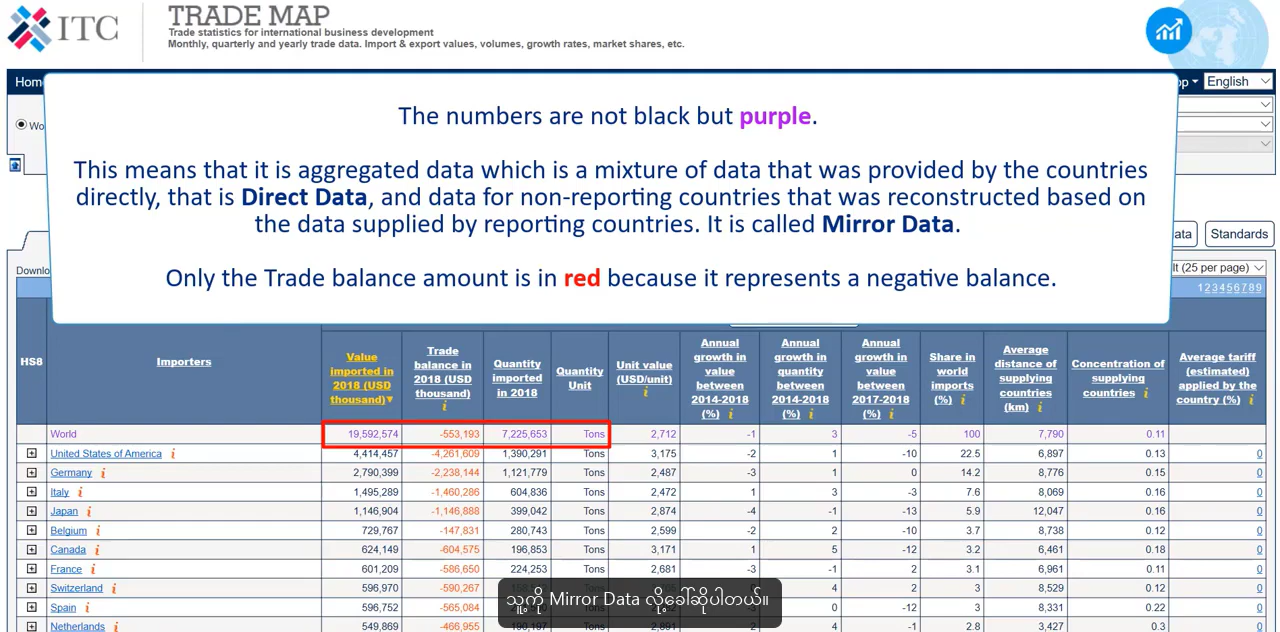 ITC
TRADE MAP
Trade statistics for international business development
Monthly, quarterly and yearly trade data. Import & export values, volumes, growth rates, market shares, etc.
English
The numbers are not black but purple.
This means that it is aggregated data which is a mixture of data that was provided by the countries
directly, that is Direct Data, and data for non-reporting countries that was reconstructed based on
the data supplied by reporting countries. It is called Mirror Data.
Only the Trade balance amount is in red because it represents a negative balance.
Standards
(25 per page)
1 2 3 4 5 6 7 8 9
HS8 Importers Value imported in 2018 (USD thousand) Trade balance in 2018 (USD thousand) i Quantity imported in 2018 Quantity Unit Unit value (USD/unit) i Annual growth in value between 2014-2018 (%) i Annual growth in quantity between 2014-2018 (%) i Annual growth in value between 2017-2018 (%) i Share in world imports (%) i Average distance of supplying countries (km) i Concentration of supplying countries i Average tariff (estimated) applied by the country (%) i
World 19,592,574 -553,193 7,225,653 Tons 2,712 -1 3 -5 100 7,790 0.11
United States of America i 4,414,457 -4,261,609 1,390,291 Tons 3,175 -2 1 -10 22.5 6,897 0.13 0
Germany i 2,790,399 -2,238,144 1,121,779 Tons 2,487 -3 1 0 14.2 8,776 0.15 0
Italy i 1,495,289 -1,460,286 604,836 Tons 2,472 1 3 -3 7.6 8,069 0.16 0
Japan i 1,146,904 -1,146,888 399,042 Tons 2,874 -4 -1 -13 5.9 12,047 0.16 0
Belgium i 729,767 -147,831 280,743 Tons 2,599 -2 2 -10 3.7 8,738 0.12 0
Canada i 624,149 -604,575 196,853 Tons 3,171 1 5 -12 3.2 6,461 0.18 0
France i 601,209 -586,650 224,253 Tons 2,681 -3 -1 2 3.1 6,961 0.11 0
Switzerland i 596,970 -590,267 4 2 3 8,529 0.12 0
Spain i 596,752 -565,084 0 -12 3 8,331 0.22 0
Netherlands i 549,869 -466,955 190,197 Tons 2,891 2 4 -1 2.8 3,427 0.3 0
သူ့ကို Mirror Data လို့ခေါ်ဆိုပါတယ်။